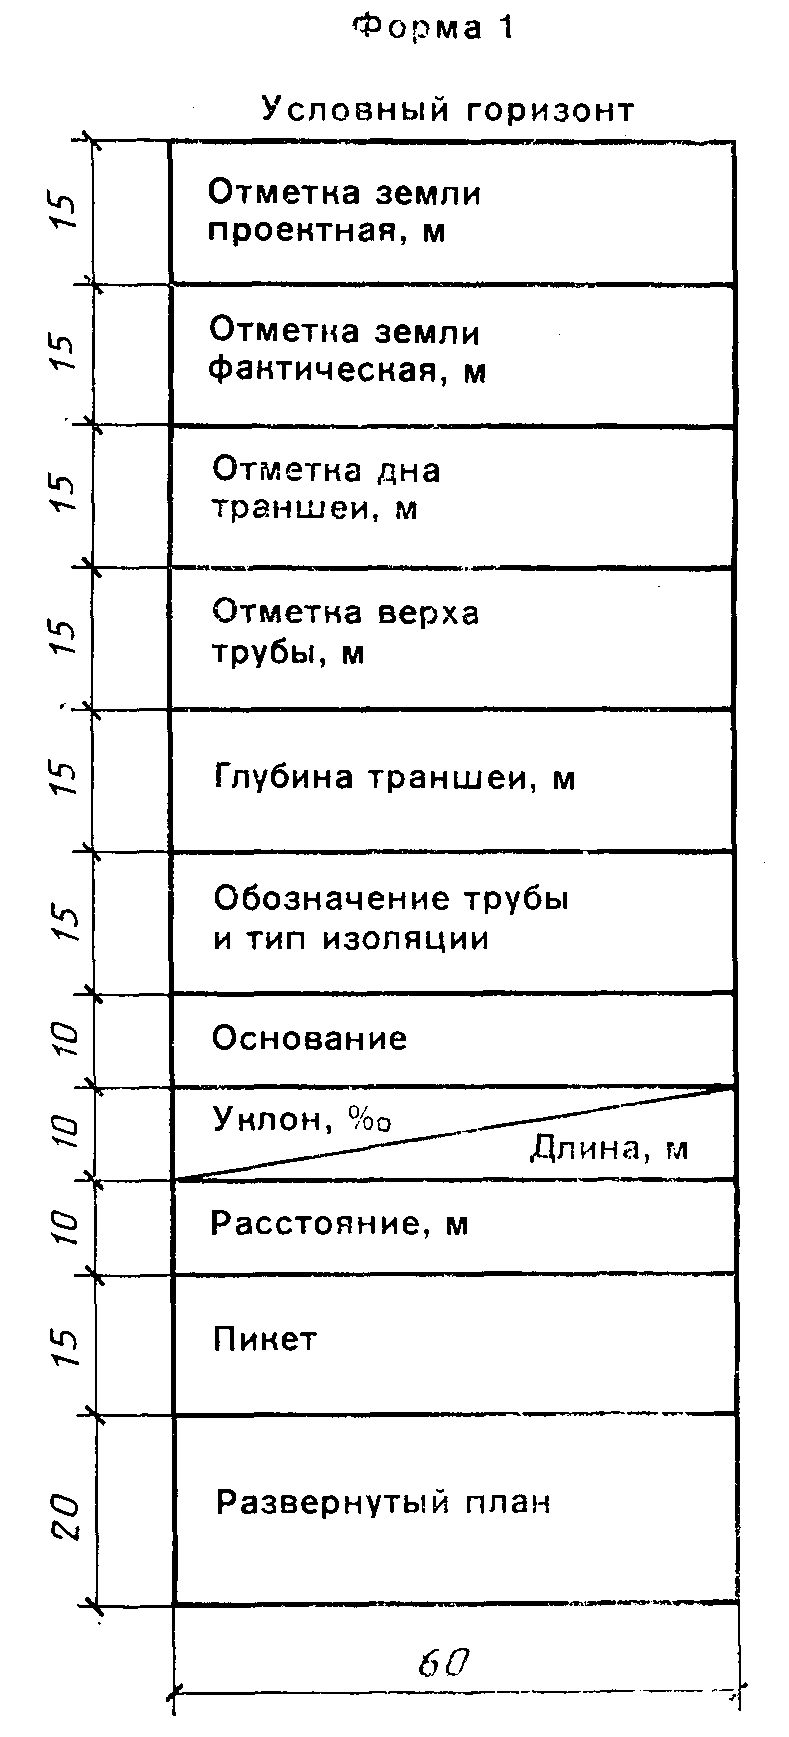 Форма 1
Условный горизонт
15
Отметка земли
проектная, м
15
Отметка земли
фактическая, м
15
Отметка дна
траншеи, м
15
Отметка верха
трубы, м
15
Глубина траншеи, м
15
Обозначение трубы
и тип изоляции
10
Основание
10
Уклон, ‰
Длина, м
10
Расстояние, м
15
Пикет
20
Развернутый план
60